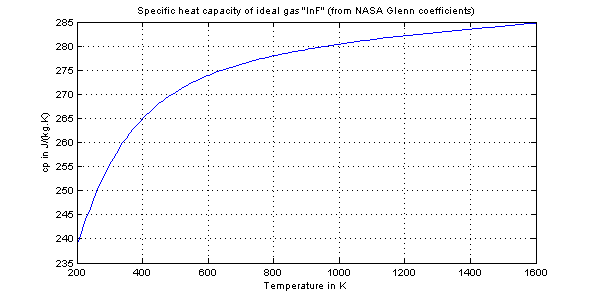 Specific heat capacity of ideal gas "InF" (from NASA Glenn coefficients)
285
280
275
270
265
260
255
250
245
240
235
cp in J/(kg.K)
200 400 600 800 1000 1200 1400 1600
Temperature in K